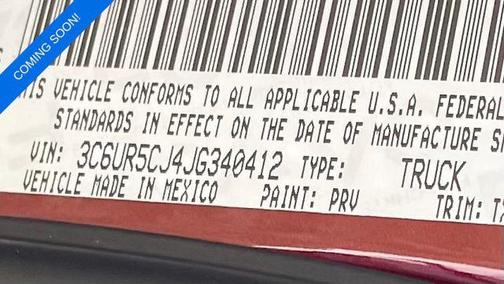 COMING SOON!
THIS VEHICLE CONFORMS TO ALL APPLICABLE U.S.A. FEDERAL
STANDARDS IN EFFECT ON THE DATE OF MANUFACTURE
VIN: 3C6UR5CJ4JG340412 TYPE: TRUCK
VEHICLE MADE IN MEXICO PAINT: PRV TRIM: